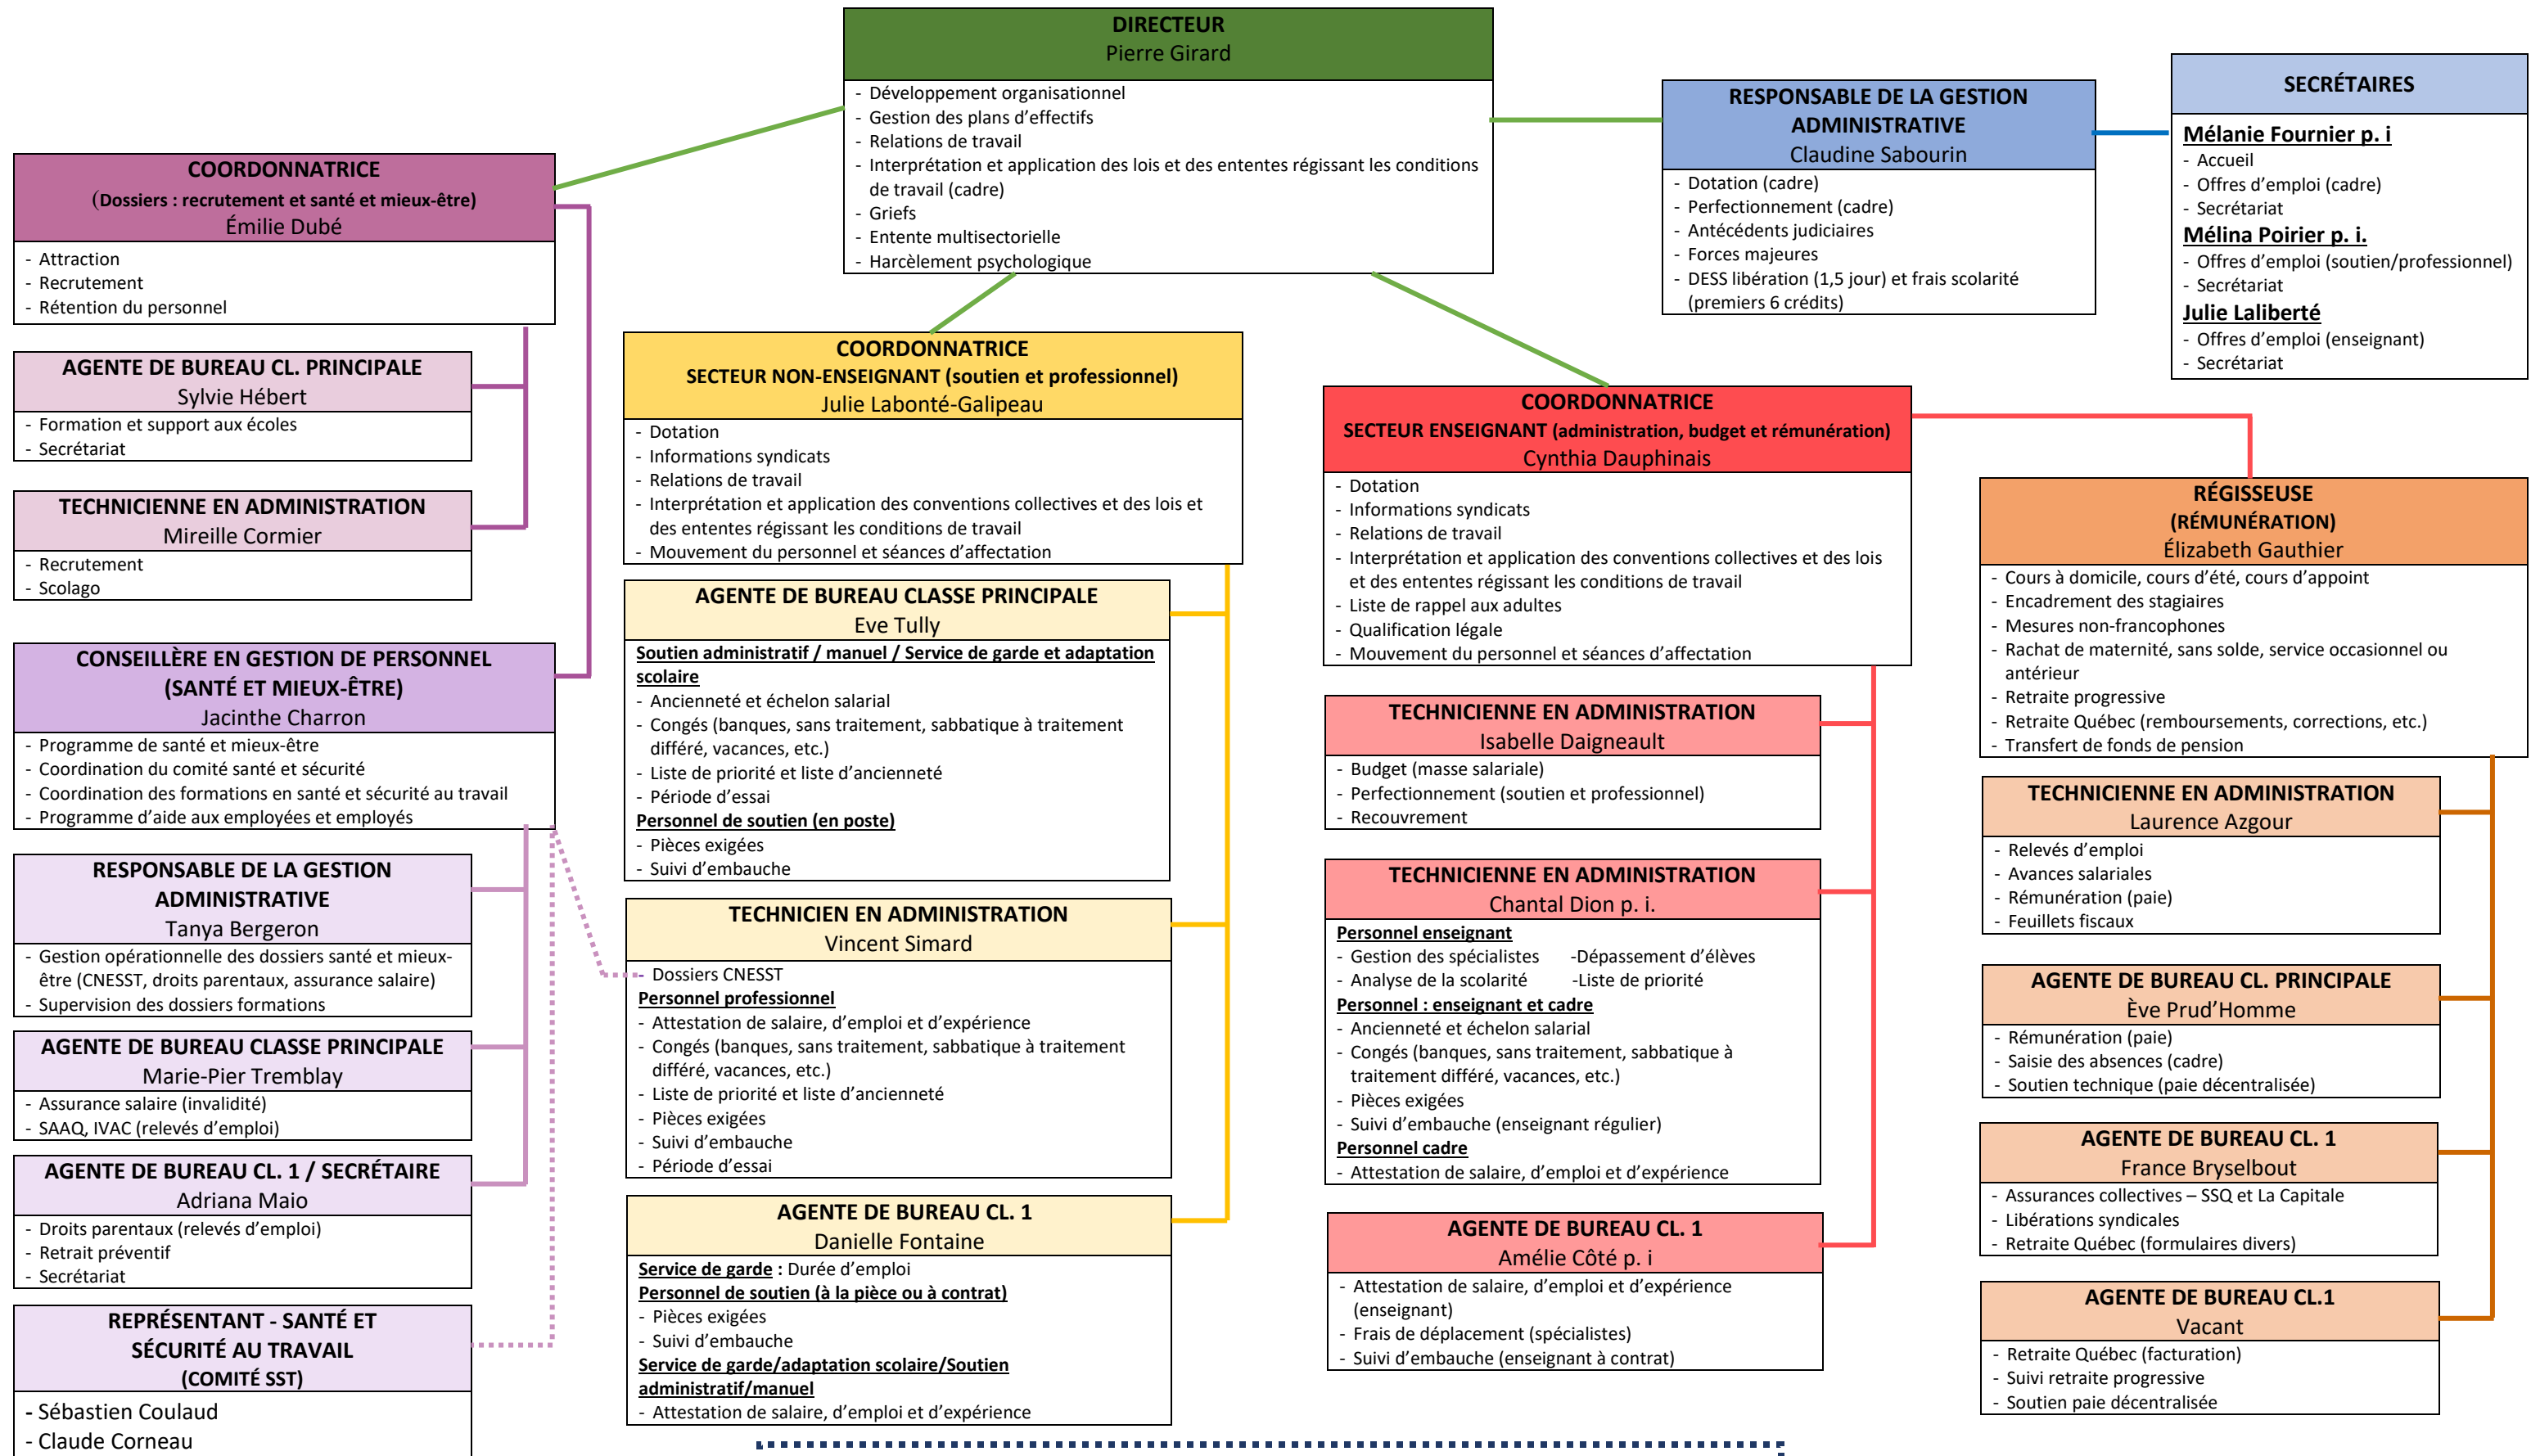 DIRECTEUR
Pierre Girard
- Développement organisationnel
- Gestion des plans d’effectifs
- Relations de travail
- Interprétation et application des lois et des ententes régissant les conditions
de travail (cadre)
- Griefs
- Entente multisectorielle
- Harcèlement psychologique
RESPONSABLE DE LA GESTION
ADMINISTRATIVE
Claudine Sabourin
- Dotation (cadre)
- Perfectionnement (cadre)
- Antécédents judiciaires
- Forces majeures
- DESS libération (1,5 jour) et frais scolarité
(premiers 6 crédits)
SECRÉTAIRES
Mélanie Fournier p. i
- Accueil
- Offres d’emploi (cadre)
- Secrétariat
Mélina Poirier p. i.
- Offres d’emploi (soutien/professionnel)
- Secrétariat
Julie Laliberté
- Offres d’emploi (enseignant)
- Secrétariat
COORDONNATRICE
(Dossiers : recrutement et santé et mieux-être)
Émilie Dubé
- Attraction
- Recrutement
- Rétention du personnel
AGENTE DE BUREAU CL. PRINCIPALE
Sylvie Hébert
- Formation et support aux écoles
- Secrétariat
TECHNICIENNE EN ADMINISTRATION
Mireille Cormier
- Recrutement
- Scolago
CONSEILLÈRE EN GESTION DE PERSONNEL
(SANTÉ ET MIEUX-ÊTRE)
Jacinthe Charron
- Programme de santé et mieux-être
- Coordination du comité santé et sécurité
- Coordination des formations en santé et sécurité au travail
- Programme d’aide aux employées et employés
RESPONSABLE DE LA GESTION
ADMINISTRATIVE
Tanya Bergeron
- Gestion opérationnelle des dossiers santé et mieux-
être (CNESST, droits parentaux, assurance salaire)
- Supervision des dossiers formations
AGENTE DE BUREAU CLASSE PRINCIPALE
Marie-Pier Tremblay
- Assurance salaire (invalidité)
- SAAQ, IVAC (relevés d’emploi)
AGENTE DE BUREAU CL. 1 / SECRÉTAIRE
Adriana Maio
- Droits parentaux (relevés d’emploi)
- Retrait préventif
- Secrétariat
REPRÉSENTANT - SANTÉ ET
SÉCURITÉ AU TRAVAIL
(COMITÉ SST)
- Sébastien Coulaud
- Claude Corneau
COORDONNATRICE
SECTEUR NON-ENSEIGNANT (soutien et professionnel)
Julie Labonté-Galipeau
- Dotation
- Informations syndicats
- Relations de travail
- Interprétation et application des conventions collectives et des lois et
des ententes régissant les conditions de travail
- Mouvement du personnel et séances d’affectation
AGENTE DE BUREAU CLASSE PRINCIPALE
Eve Tully
Soutien administratif / manuel / Service de garde et adaptation
scolaire
- Ancienneté et échelon salarial
- Congés (banques, sans traitement, sabbatique à traitement
différé, vacances, etc.)
- Liste de priorité et liste d’ancienneté
- Période d’essai
Personnel de soutien (en poste)
- Pièces exigées
- Suivi d’embauche
TECHNICIEN EN ADMINISTRATION
Vincent Simard
- Dossiers CNESST
Personnel professionnel
- Attestation de salaire, d’emploi et d’expérience
- Congés (banques, sans traitement, sabbatique à traitement
différé, vacances, etc.)
- Liste de priorité et liste d’ancienneté
- Pièces exigées
- Suivi d’embauche
- Période d’essai
AGENTE DE BUREAU CL. 1
Danielle Fontaine
Service de garde : Durée d’emploi
Personnel de soutien (à la pièce ou à contrat)
- Pièces exigées
- Suivi d’embauche
Service de garde/adaptation scolaire/Soutien
administratif/manuel
- Attestation de salaire, d’emploi et d’expérience
COORDONNATRICE
SECTEUR ENSEIGNANT (administration, budget et rémunération)
Cynthia Dauphinais
- Dotation
- Informations syndicats
- Relations de travail
- Interprétation et application des conventions collectives et des lois
et des ententes régissant les conditions de travail
- Liste de rappel aux adultes
- Qualification légale
- Mouvement du personnel et séances d’affectation
TECHNICIENNE EN ADMINISTRATION
Isabelle Daigneault
- Budget (masse salariale)
- Perfectionnement (soutien et professionnel)
- Recouvrement
TECHNICIENNE EN ADMINISTRATION
Chantal Dion p. i.
Personnel enseignant
- Gestion des spécialistes -Dépassement d’élèves
- Analyse de la scolarité -Liste de priorité
Personnel : enseignant et cadre
- Ancienneté et échelon salarial
- Congés (banques, sans traitement, sabbatique à
traitement différé, vacances, etc.)
- Pièces exigées
- Suivi d’embauche (enseignant régulier)
Personnel cadre
- Attestation de salaire, d’emploi et d’expérience
AGENTE DE BUREAU CL. 1
Amélie Côté p. i
- Attestation de salaire, d’emploi et d’expérience
(enseignant)
- Frais de déplacement (spécialistes)
- Suivi d’embauche (enseignant à contrat)
RÉGISSEUSE
(RÉMUNÉRATION)
Élizabeth Gauthier
- Cours à domicile, cours d’été, cours d’appoint
- Encadrement des stagiaires
- Mesures non-francophones
- Rachat de maternité, sans solde, service occasionnel ou
antérieur
- Retraite progressive
- Retraite Québec (remboursements, corrections, etc.)
- Transfert de fonds de pension
TECHNICIENNE EN ADMINISTRATION
Laurence Azgour
- Relevés d’emploi
- Avances salariales
- Rémunération (paie)
- Feuillets fiscaux
AGENTE DE BUREAU CL. PRINCIPALE
Ève Prud’Homme
- Rémunération (paie)
- Saisie des absences (cadre)
- Soutien technique (paie décentralisée)
AGENTE DE BUREAU CL. 1
France Bryselbout
- Assurances collectives – SSQ et La Capitale
- Libérations syndicales
- Retraite Québec (formulaires divers)
AGENTE DE BUREAU CL.1
Vacant
- Retraite Québec (facturation)
- Suivi retraite progressive
- Soutien paie décentralisée